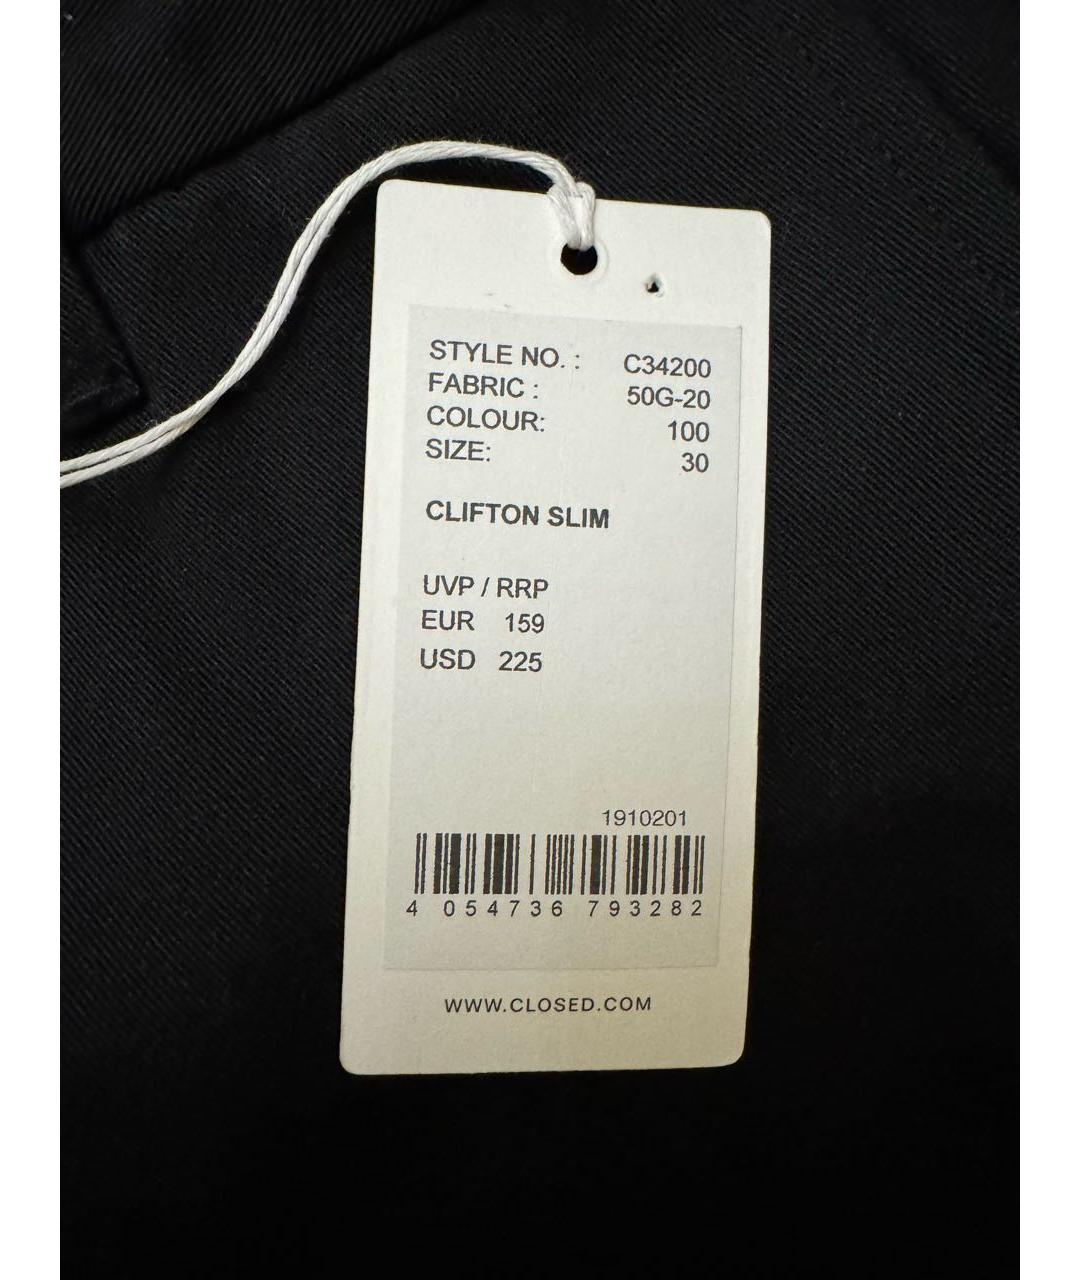 STYLE NO. : C34200
FABRIC : 50G-20
COLOUR: 100
SIZE: 30
CLIFTON SLIM
UVP / RRP
EUR 159
USD 225
1910201
4 054736 793282
WWW.CLOSED.COM